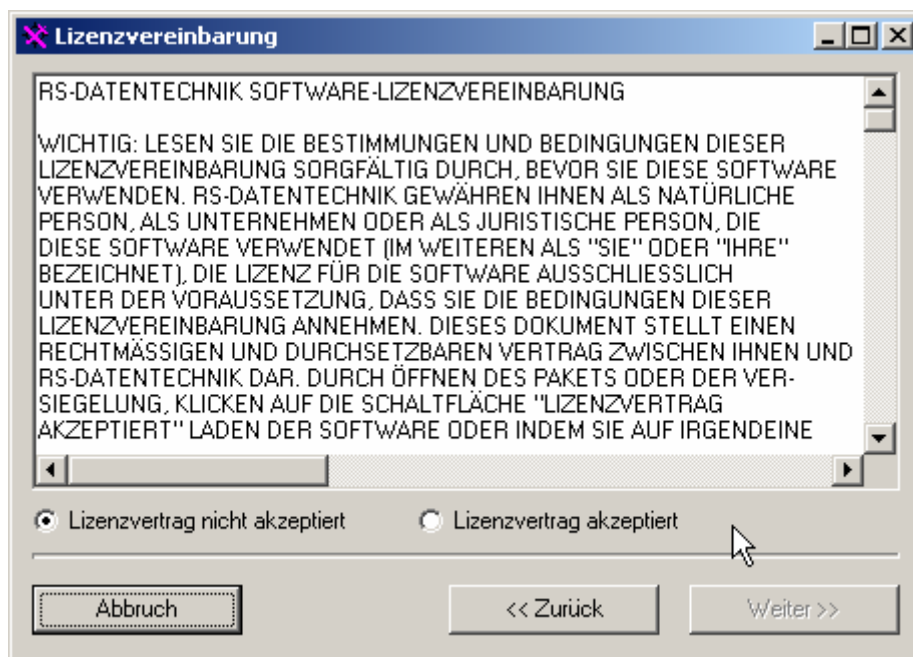 Lizenzvereinbarung
RS-DATENTECHNIK SOFTWARE-LIZENZVEREINBARUNG
WICHTIG: LESEN SIE DIE BESTIMMUNGEN UND BEDINGUNGEN DIESER
LIZENZVEREINBARUNG SORGFÄLTIG DURCH, BEVOR SIE DIESE SOFTWARE
VERWENDEN. RS-DATENTECHNIK GEWÄHREN IHNEN ALS NATÜRLICHE
PERSON, ALS UNTERNEHMEN ODER ALS JURISTISCHE PERSON, DIE
DIESE SOFTWARE VERWENDET (IM WEITEREN ALS "SIE" ODER "IHRE"
BEZEICHNET), DIE LIZENZ FÜR DIE SOFTWARE AUSSCHLIESSLICH
UNTER DER VORAUSSETZUNG, DASS SIE DIE BEDINGUNGEN DIESER
LIZENZVEREINBARUNG ANNEHMEN. DIESES DOKUMENT STELLT EINEN
RECHTMÄSSIGEN UND DURCHSETZBAREN VERTRAG ZWISCHEN IHNEN UND
RS-DATENTECHNIK DAR. DURCH ÖFFNEN DES PAKETS ODER DER VER-
SIEGELUNG, KLICKEN AUF DIE SCHALTFLÄCHE "LIZENZVERTRAG
AKZEPTIERT" LADEN DER SOFTWARE ODER INDEM SIE AUF IRGENDEINE
Lizenzvertrag nicht akzeptiert Lizenzvertrag akzeptiert
Abbruch << Zurück Weiter >>